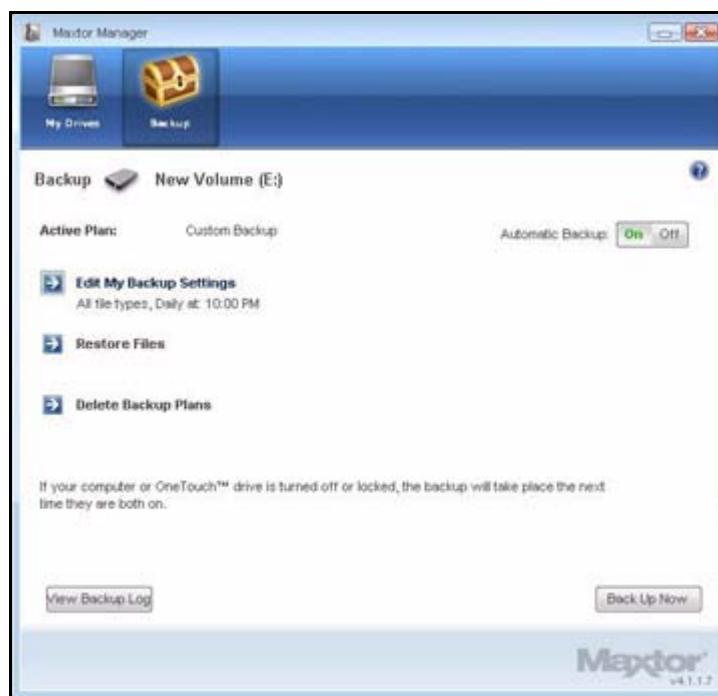 Maxtor Manager
My Drives
Backup
Backup New Volume (E:)
Active Plan: Custom Backup
Automatic Backup: On Off
Edit My Backup Settings
All file types, Daily at: 10:00 PM
Restore Files
Delete Backup Plans
If your computer or OneTouch™ drive is turned off or locked, the backup will take place the next
time they are both on.
View Backup Log
Back Up Now
Maxtor
v4.1.1.7